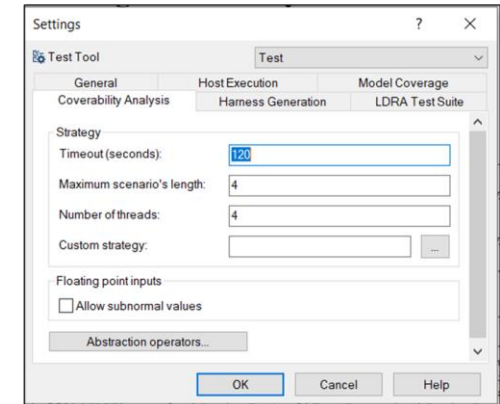 Settings ? ×
Test Tool Test
General Host Execution Model Coverage
Coverability Analysis Harness Generation LDRA Test Suite
Strategy
Timeout (seconds): 120
Maximum scenario's length: 4
Number of threads: 4
Custom strategy: ...
Floating point inputs
Allow subnormal values
Abstraction operators...
OK Cancel Help